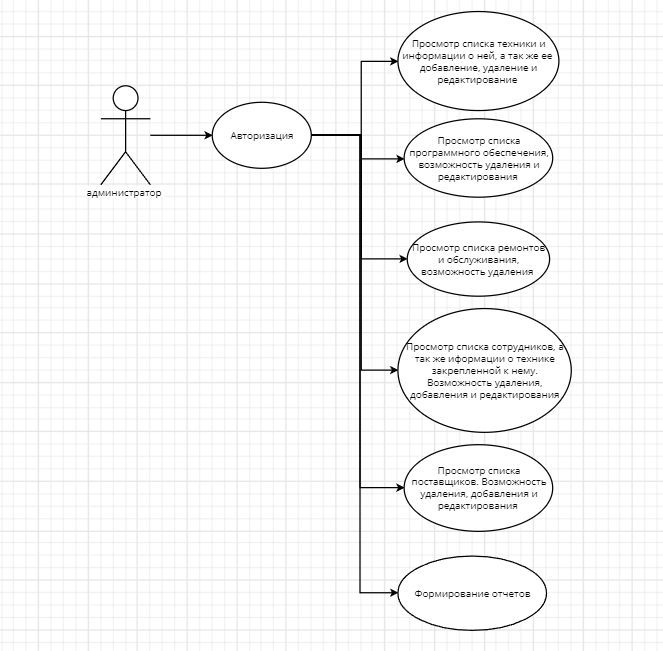 Просмотр списка техники и
информации о ней, а так же ее
добавление, удаление и
редактирование
Авторизация
администратор
Просмотр списка
программного обеспечения,
возможность удаления и
редактирования
Просмотр списка ремонтов
и обслуживания,
возможность удаления
Просмотр списка сотрудников, а
так же иформации о технике
закрепленной к нему.
Возможность удаления,
добавления и редактирования
Просмотр списка
поставщиков. Возможность
удаления, добавления и
редактирования
Формирование отчетов